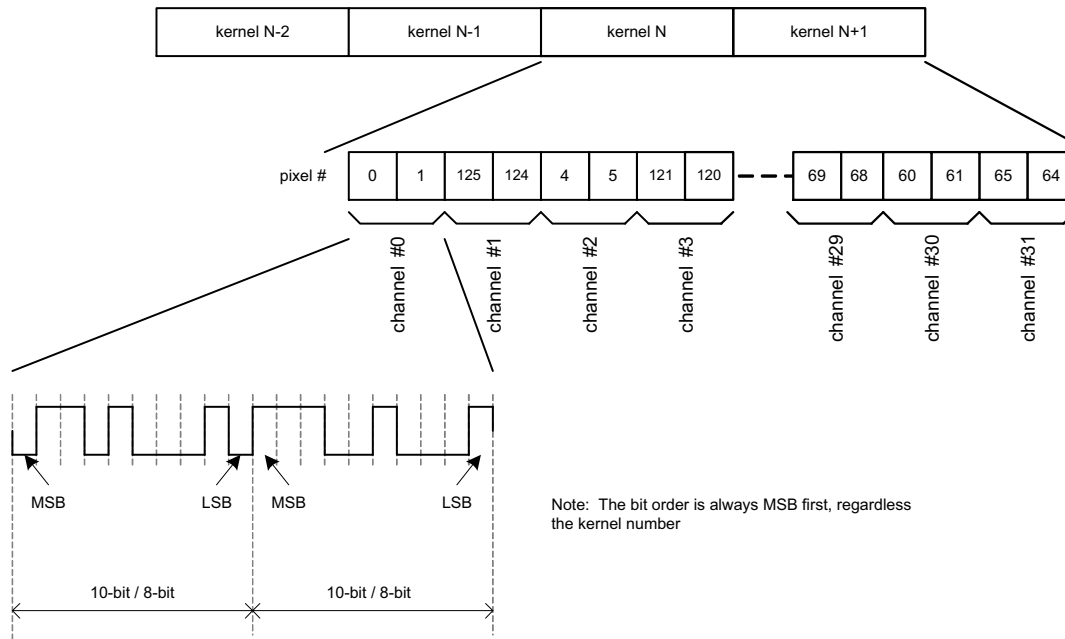 kernel N-2 kernel N-1 kernel N kernel N+1
pixel # 0 1 125 124 4 5 121 120 69 68 60 61 65 64
channel #0
channel #1
channel #2
channel #3
channel #29
channel #30
channel #31
MSB LSB MSB LSB
Note: The bit order is always MSB first, regardless
the kernel number
10-bit / 8-bit 10-bit / 8-bit